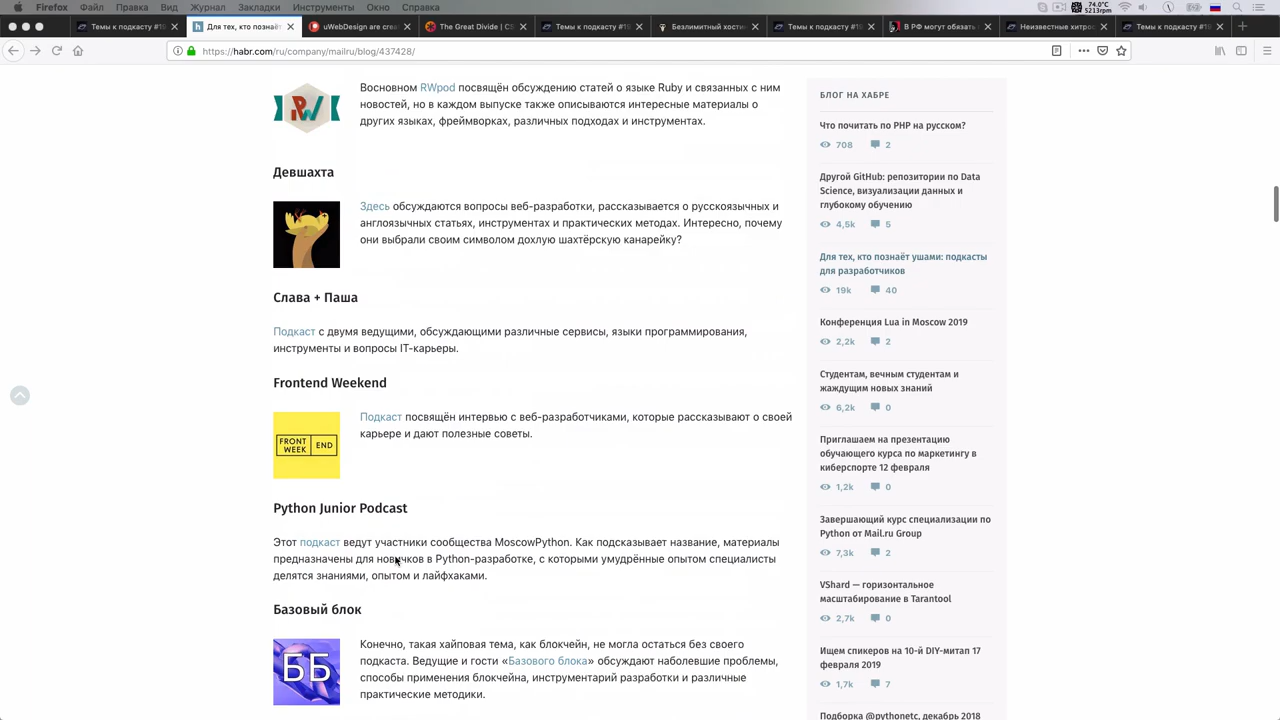 Firefox Файл Правка Вид Журнал Закладки Инструменты Окно Справка
74.0°C
5213rpm
Темы к подкасту #19
Для тех, кто познаёт
uWebDesign are creat
The Great Divide | CS
Темы к подкасту #19
Безлимитный хости
Темы к подкасту #19
В РФ могут обязать
Неизвестные хитрос
Темы к подкасту #19
https://habr.com/ru/company/mailru/blog/437428/
Восновном RWpod посвящён обсуждению статей о языке Ruby и связанных с ним
новостей, но в каждом выпуске также описываются интересные материалы о
других языках, фреймворках, различных подходах и инструментах.
Девшахта
Здесь обсуждаются вопросы веб-разработки, рассказывается о русскоязычных и
англоязычных статьях, инструментах и практических методах. Интересно, почему
они выбрали своим символом дохлую шахтёрскую канарейку?
Слава + Паша
Подкаст с двумя ведущими, обсуждающими различные сервисы, языки программирования,
инструменты и вопросы IT-карьеры.
Frontend Weekend
FRONT
WEEK END
Подкаст посвящён интервью с веб-разработчиками, которые рассказывают о своей
карьере и дают полезные советы.
Python Junior Podcast
Этот подкаст ведут участники сообщества MoscowPython. Как подсказывает название, материалы
предназначены для новичков в Python-разработке, с которыми умудрённые опытом специалисты
делятся знаниями, опытом и лайфхаками.
Базовый блок
ББ
Конечно, такая хайповая тема, как блокчейн, не могла остаться без своего
подкаста. Ведущие и гости «Базового блока» обсуждают наболевшие проблемы,
способы применения блокчейна, инструментарий разработки и различные
практические методики.
БЛОГ НА ХАБРЕ
Что почитать по PHP на русском?
708 2
Другой GitHub: репозитории по Data
Science, визуализации данных и
глубокому обучению
4,5k 5
Для тех, кто познаёт ушами: подкасты
для разработчиков
19k 40
Конференция Lua in Moscow 2019
2,2k 2
Студентам, вечным студентам и
жаждущим новых знаний
6,2k 0
Приглашаем на презентацию
обучающего курса по маркетингу в
киберспорте 12 февраля
1,2k 0
Завершающий курс специализации по
Python от Mail.ru Group
7,3k 2
VShard — горизонтальное
масштабирование в Tarantool
2,7k 0
Ищем спикеров на 10-й DIY-митап 17
февраля 2019
1,7k 7
Подборка @pythonetc, декабрь 2018